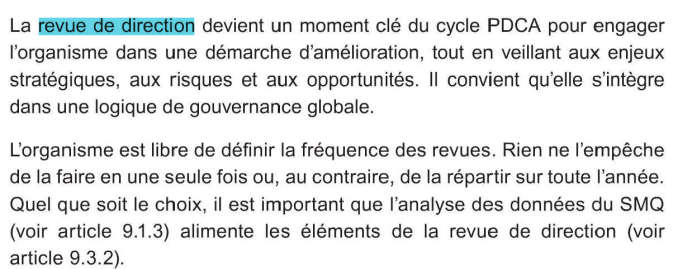 La revue de direction devient un moment clé du cycle PDCA pour engager
l’organisme dans une démarche d’amélioration, tout en veillant aux enjeux
stratégiques, aux risques et aux opportunités. Il convient qu’elle s’intègre
dans une logique de gouvernance globale.
L’organisme est libre de définir la fréquence des revues. Rien ne l’empêche
de la faire en une seule fois ou, au contraire, de la répartir sur toute l’année.
Quel que soit le choix, il est important que l’analyse des données du SMQ
(voir article 9.1.3) alimente les éléments de la revue de direction (voir
article 9.3.2).